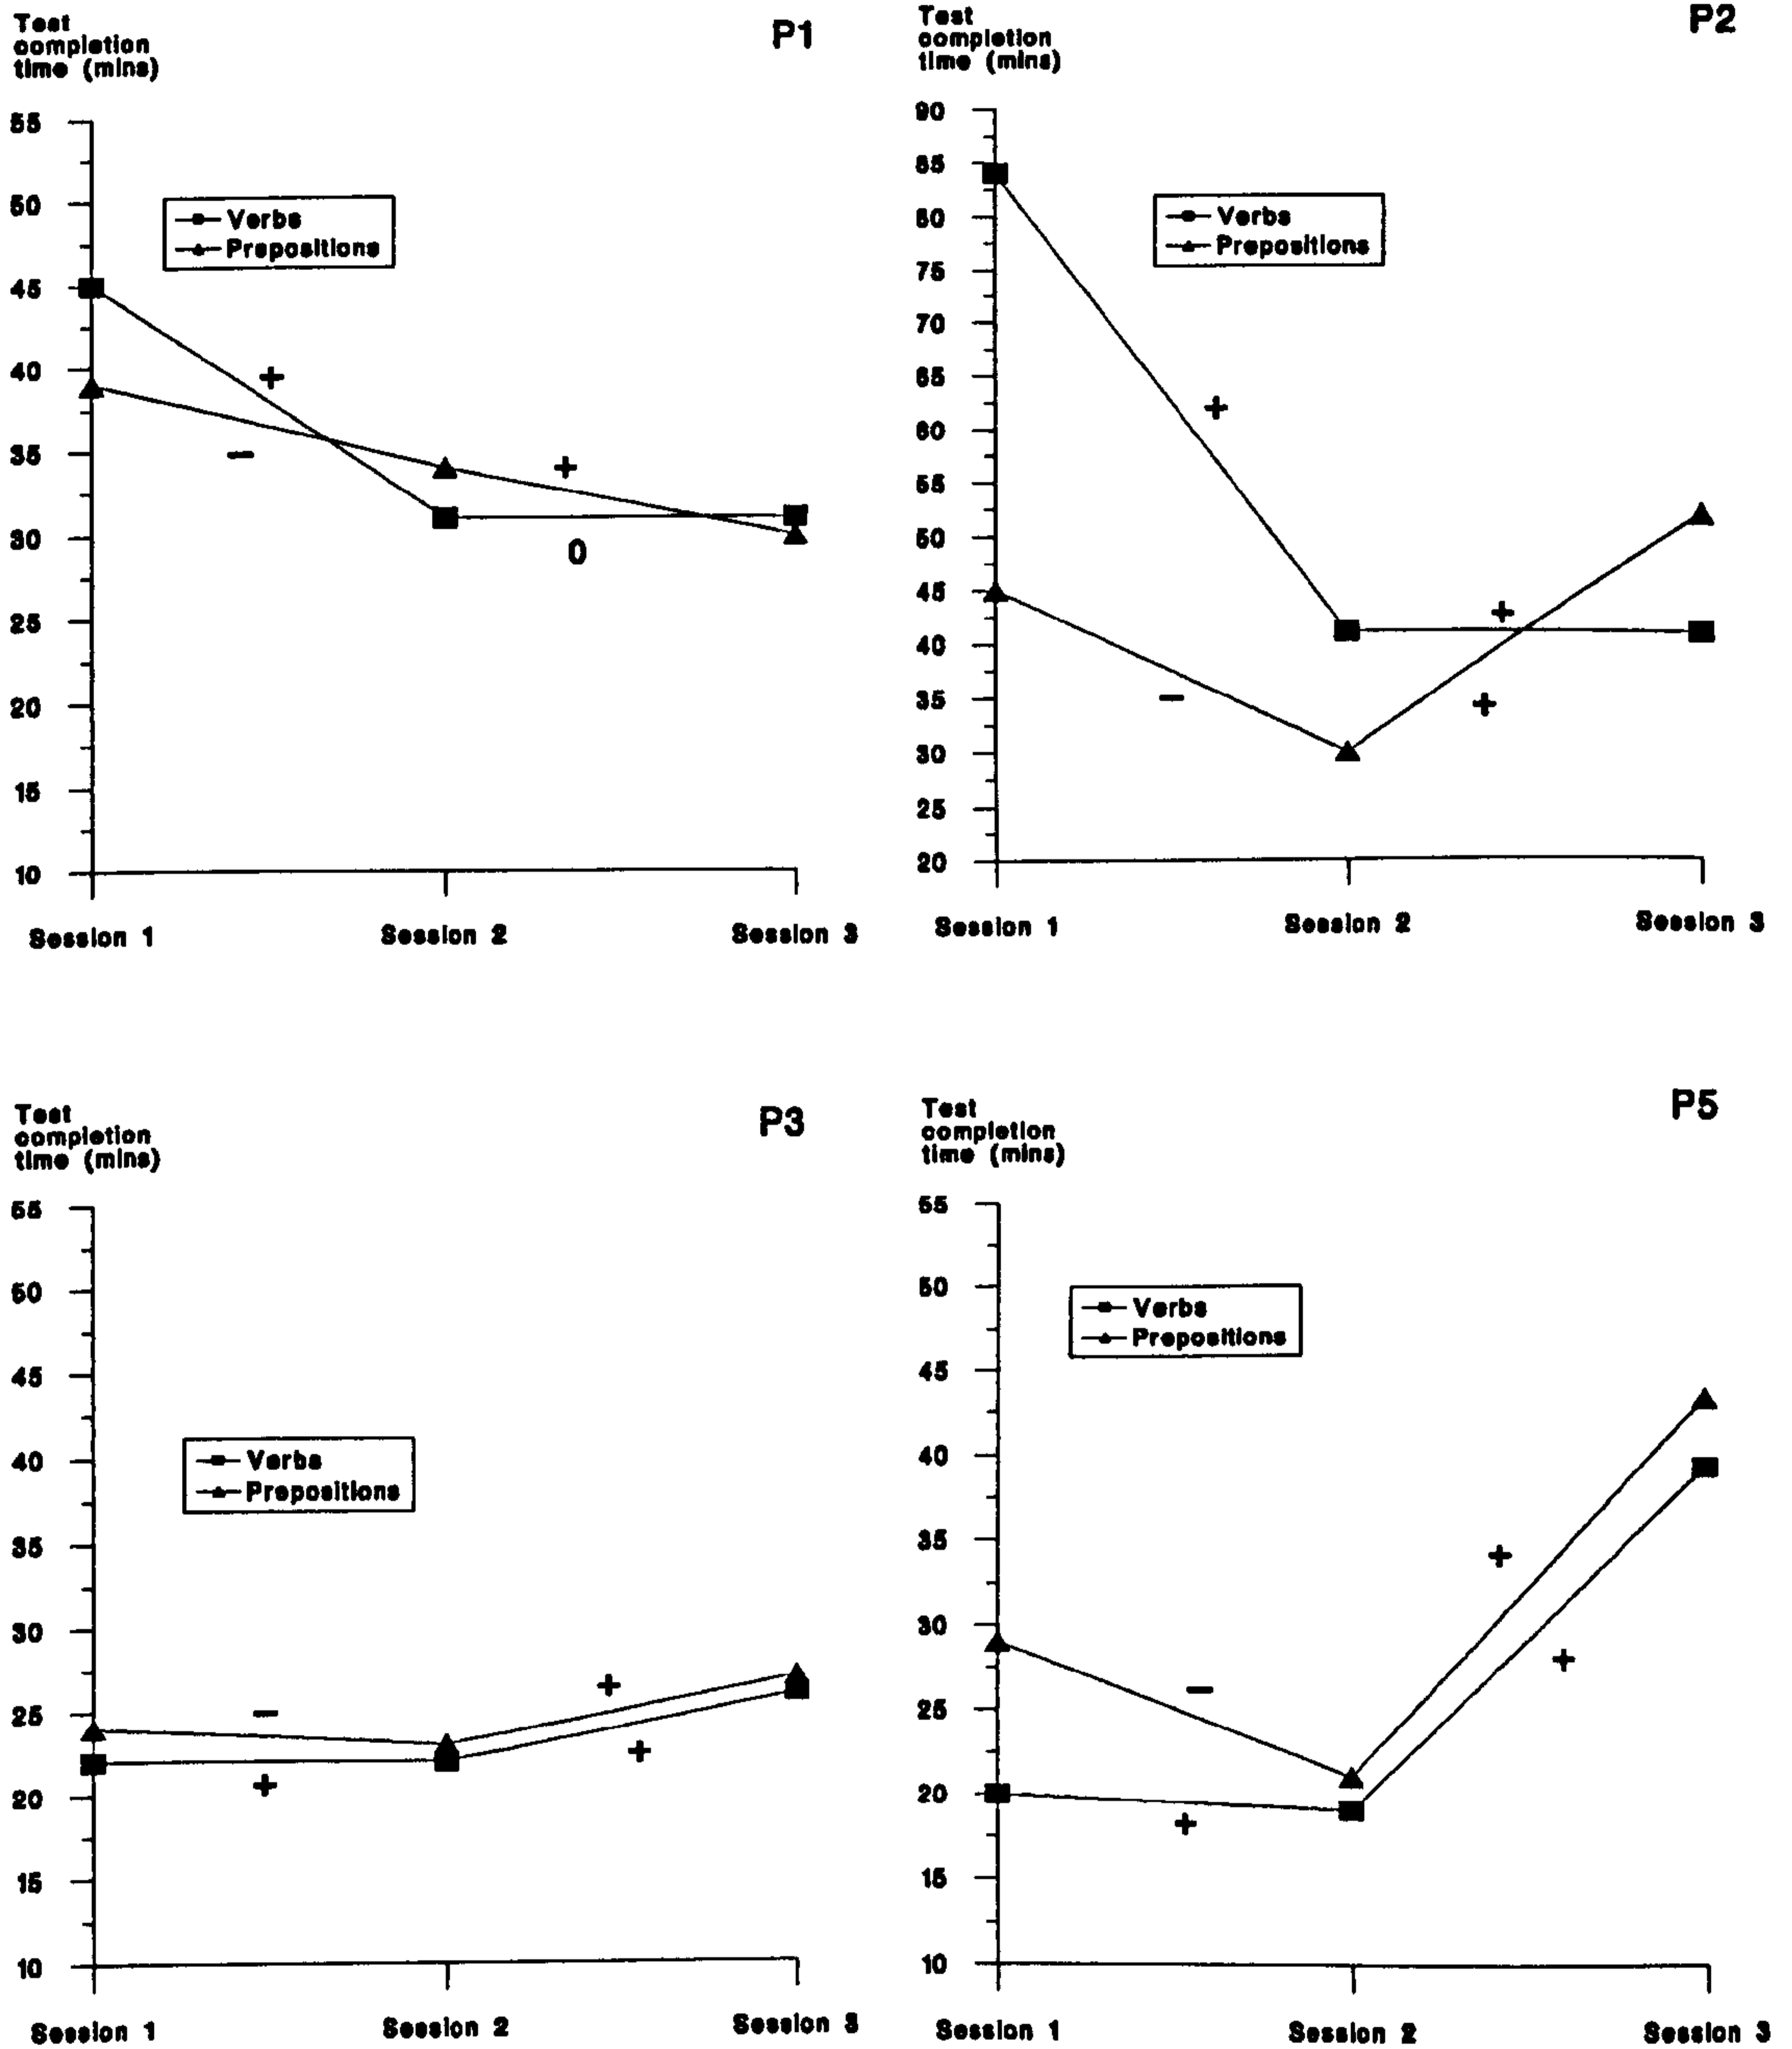 Test
completion
time (mins)
P1
55
50
45
40
35
30
25
20
15
10
Verbs
Prepositions
+
−
+
0
Session 1
Session 2
Session 3
Test
completion
time (mins)
P2
90
85
80
75
70
65
60
55
50
45
40
35
30
25
20
Verbs
Prepositions
+
−
+
+
Session 1
Session 2
Session 3
Test
completion
time (mins)
P3
55
50
45
40
35
30
25
20
15
10
Verbs
Prepositions
−
+
+
+
Session 1
Session 2
Session 3
Test
completion
time (mins)
P5
55
50
45
40
35
30
25
20
15
10
Verbs
Prepositions
+
−
+
+
Session 1
Session 2
Session 3